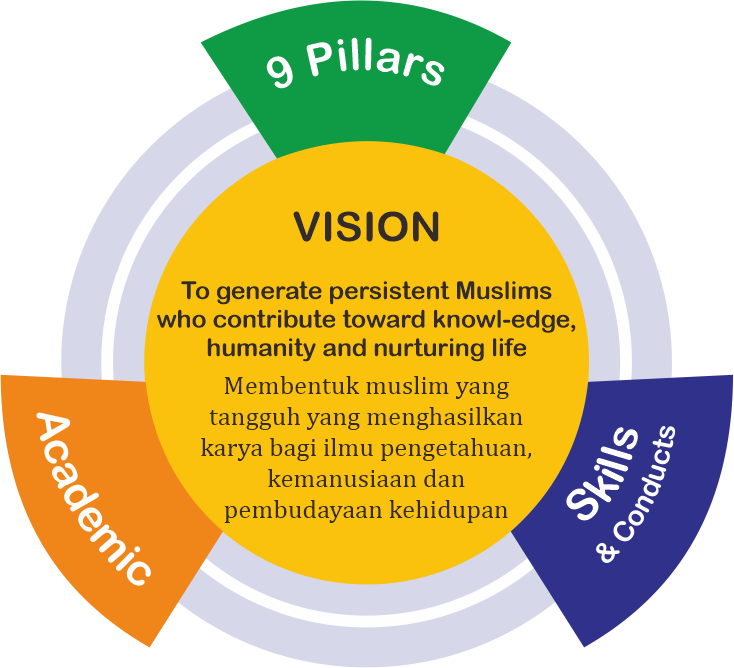 9 Pillars
VISION
To generate persistent Muslims
who contribute toward knowl-edge,
humanity and nurturing life
Membentuk muslim yang
tangguh yang menghasilkan
karya bagi ilmu pengetahuan,
kemanusiaan dan
pembudayaan kehidupan
Academic
Skills
& Conducts